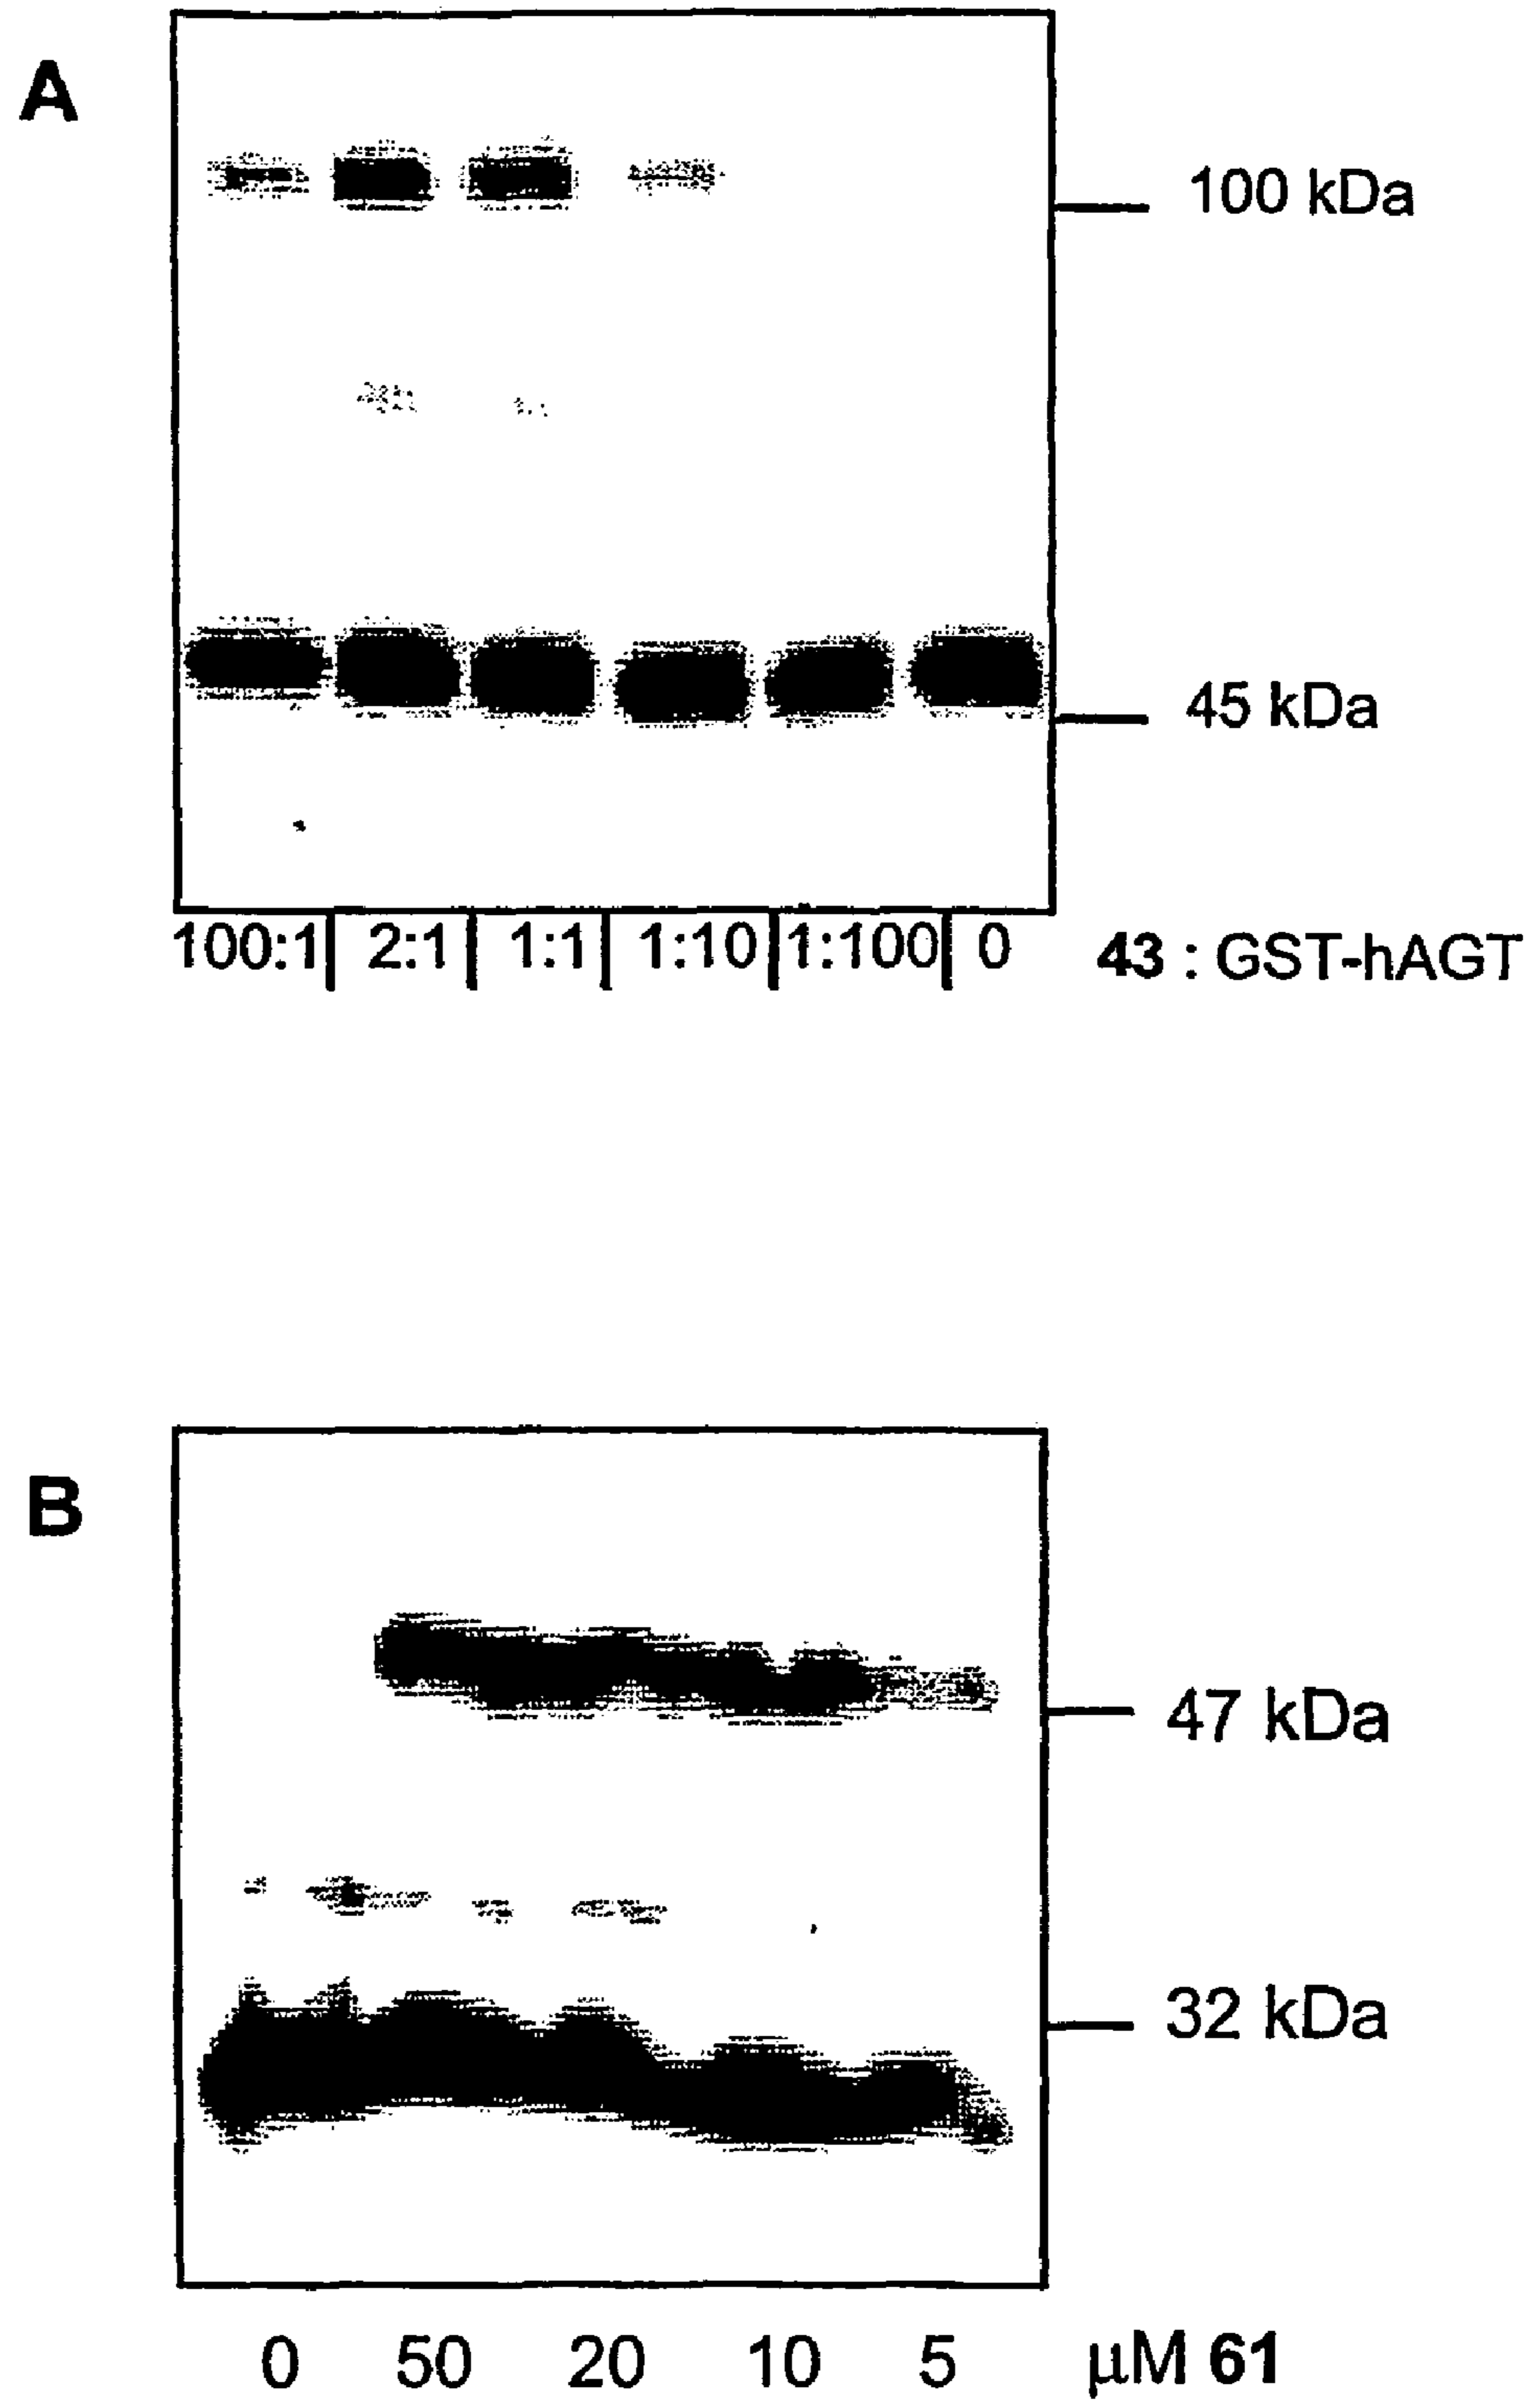 A
100 kDa
45 kDa
100:1 2:1 1:1 1:10 1:100 0 43 : GST-hAGT
B
47 kDa
32 kDa
0 50 20 10 5 μM 61